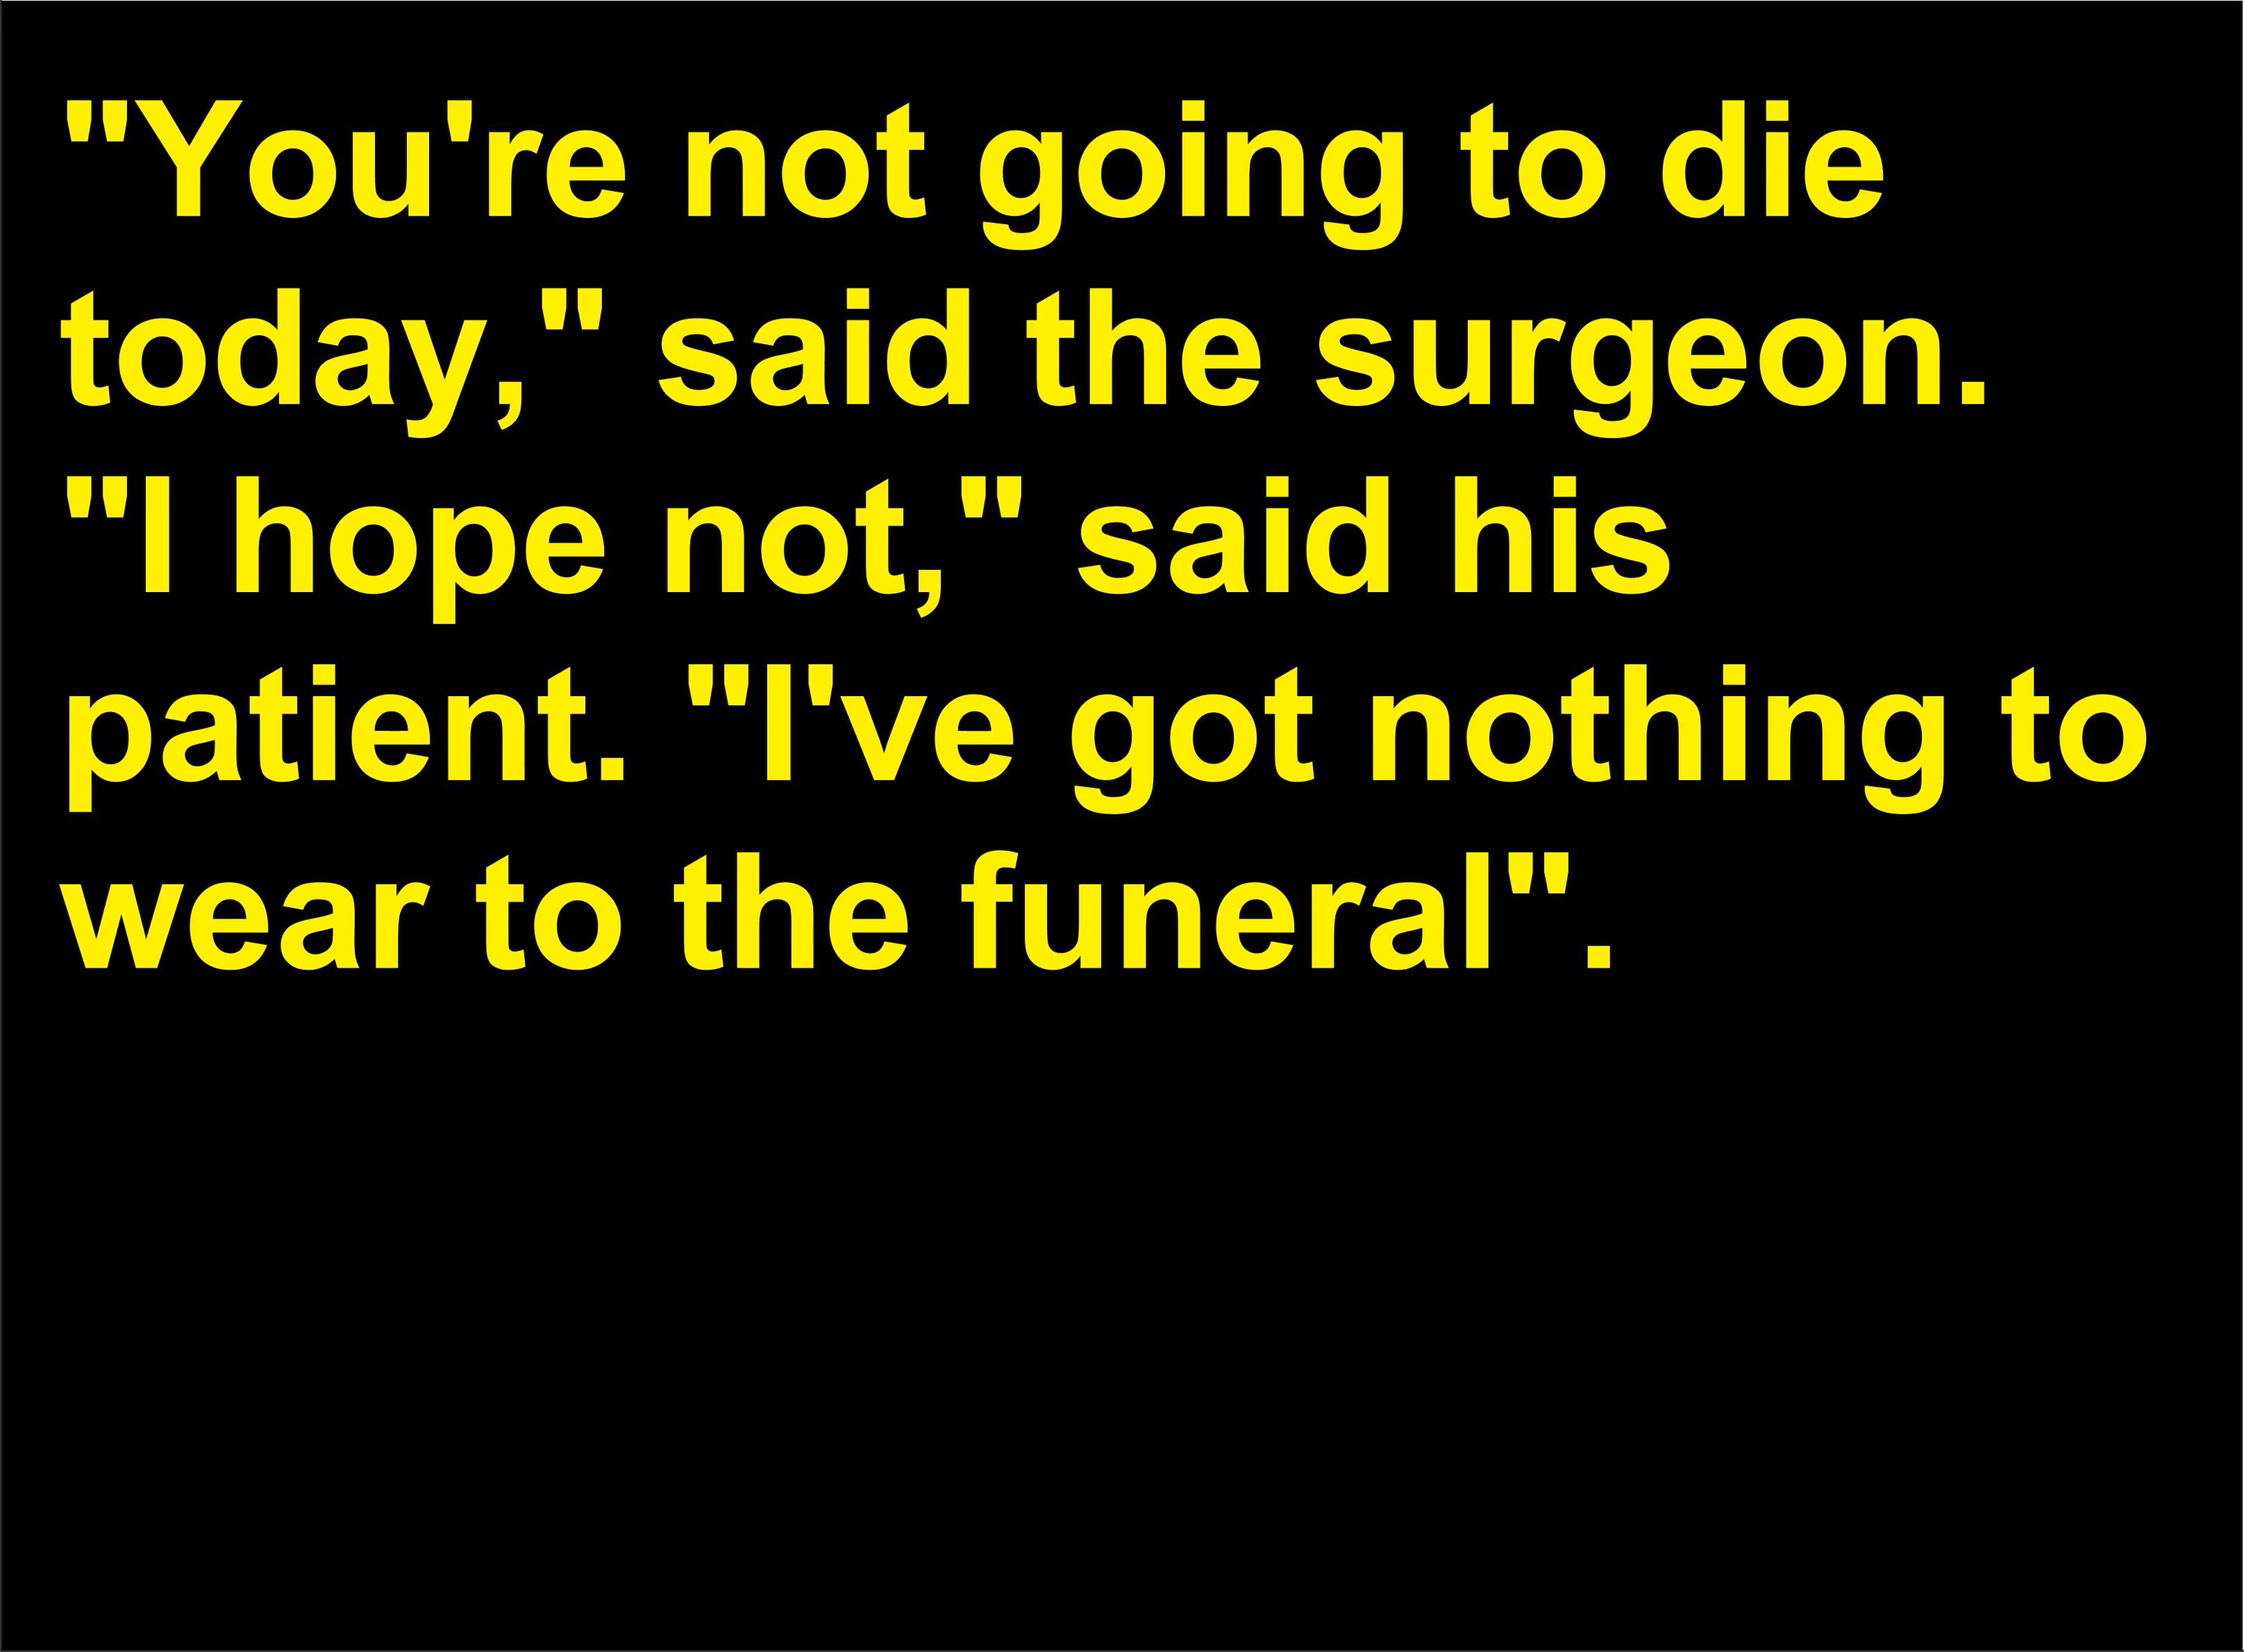 "You're not going to die
today," said the surgeon.
"I hope not," said his
patient. "I've got nothing to
wear to the funeral".